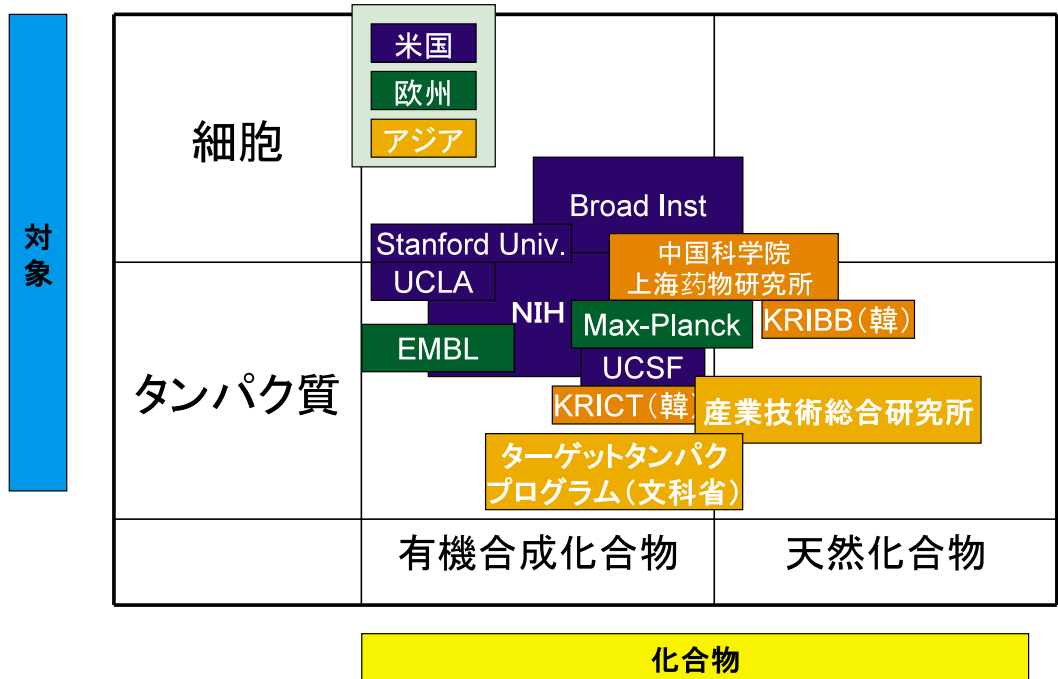 米国
欧州
アジア
細胞
対
象
Broad Inst
Stanford Univ.
中国科学院
上海药物研究所
UCLA
NIH
Max-Planck
KRIBB(韓)
EMBL
UCSF
タンパク質
KRICT(韓)
産業技術総合研究所
ターゲットタンパク
プログラム(文科省)
有機合成化合物
天然化合物
化合物